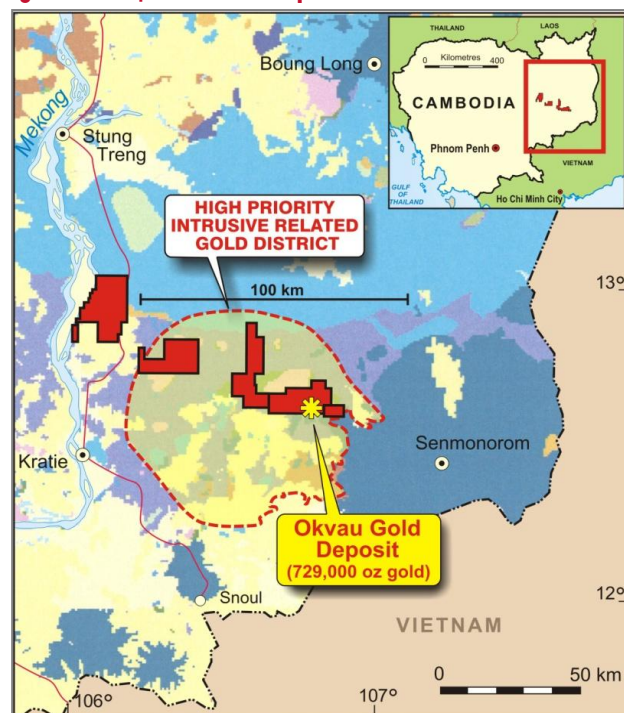 Boung Long
Mekong
Stung
Treng
THAILAND
LAOS
0
Kilometres
400
CAMBODIA
Phnom Penh
VIETNAM
GULF
OF
THAILAND
Ho Chi Minh City
HIGH PRIORITY
INTRUSIVE RELATED
GOLD DISTRICT
13°
100 km
Kratie
Senmonorom
Okvau Gold
Deposit
(729,000 oz gold)
Snoul
12°
VIETNAM
0
50 km
106°
107°